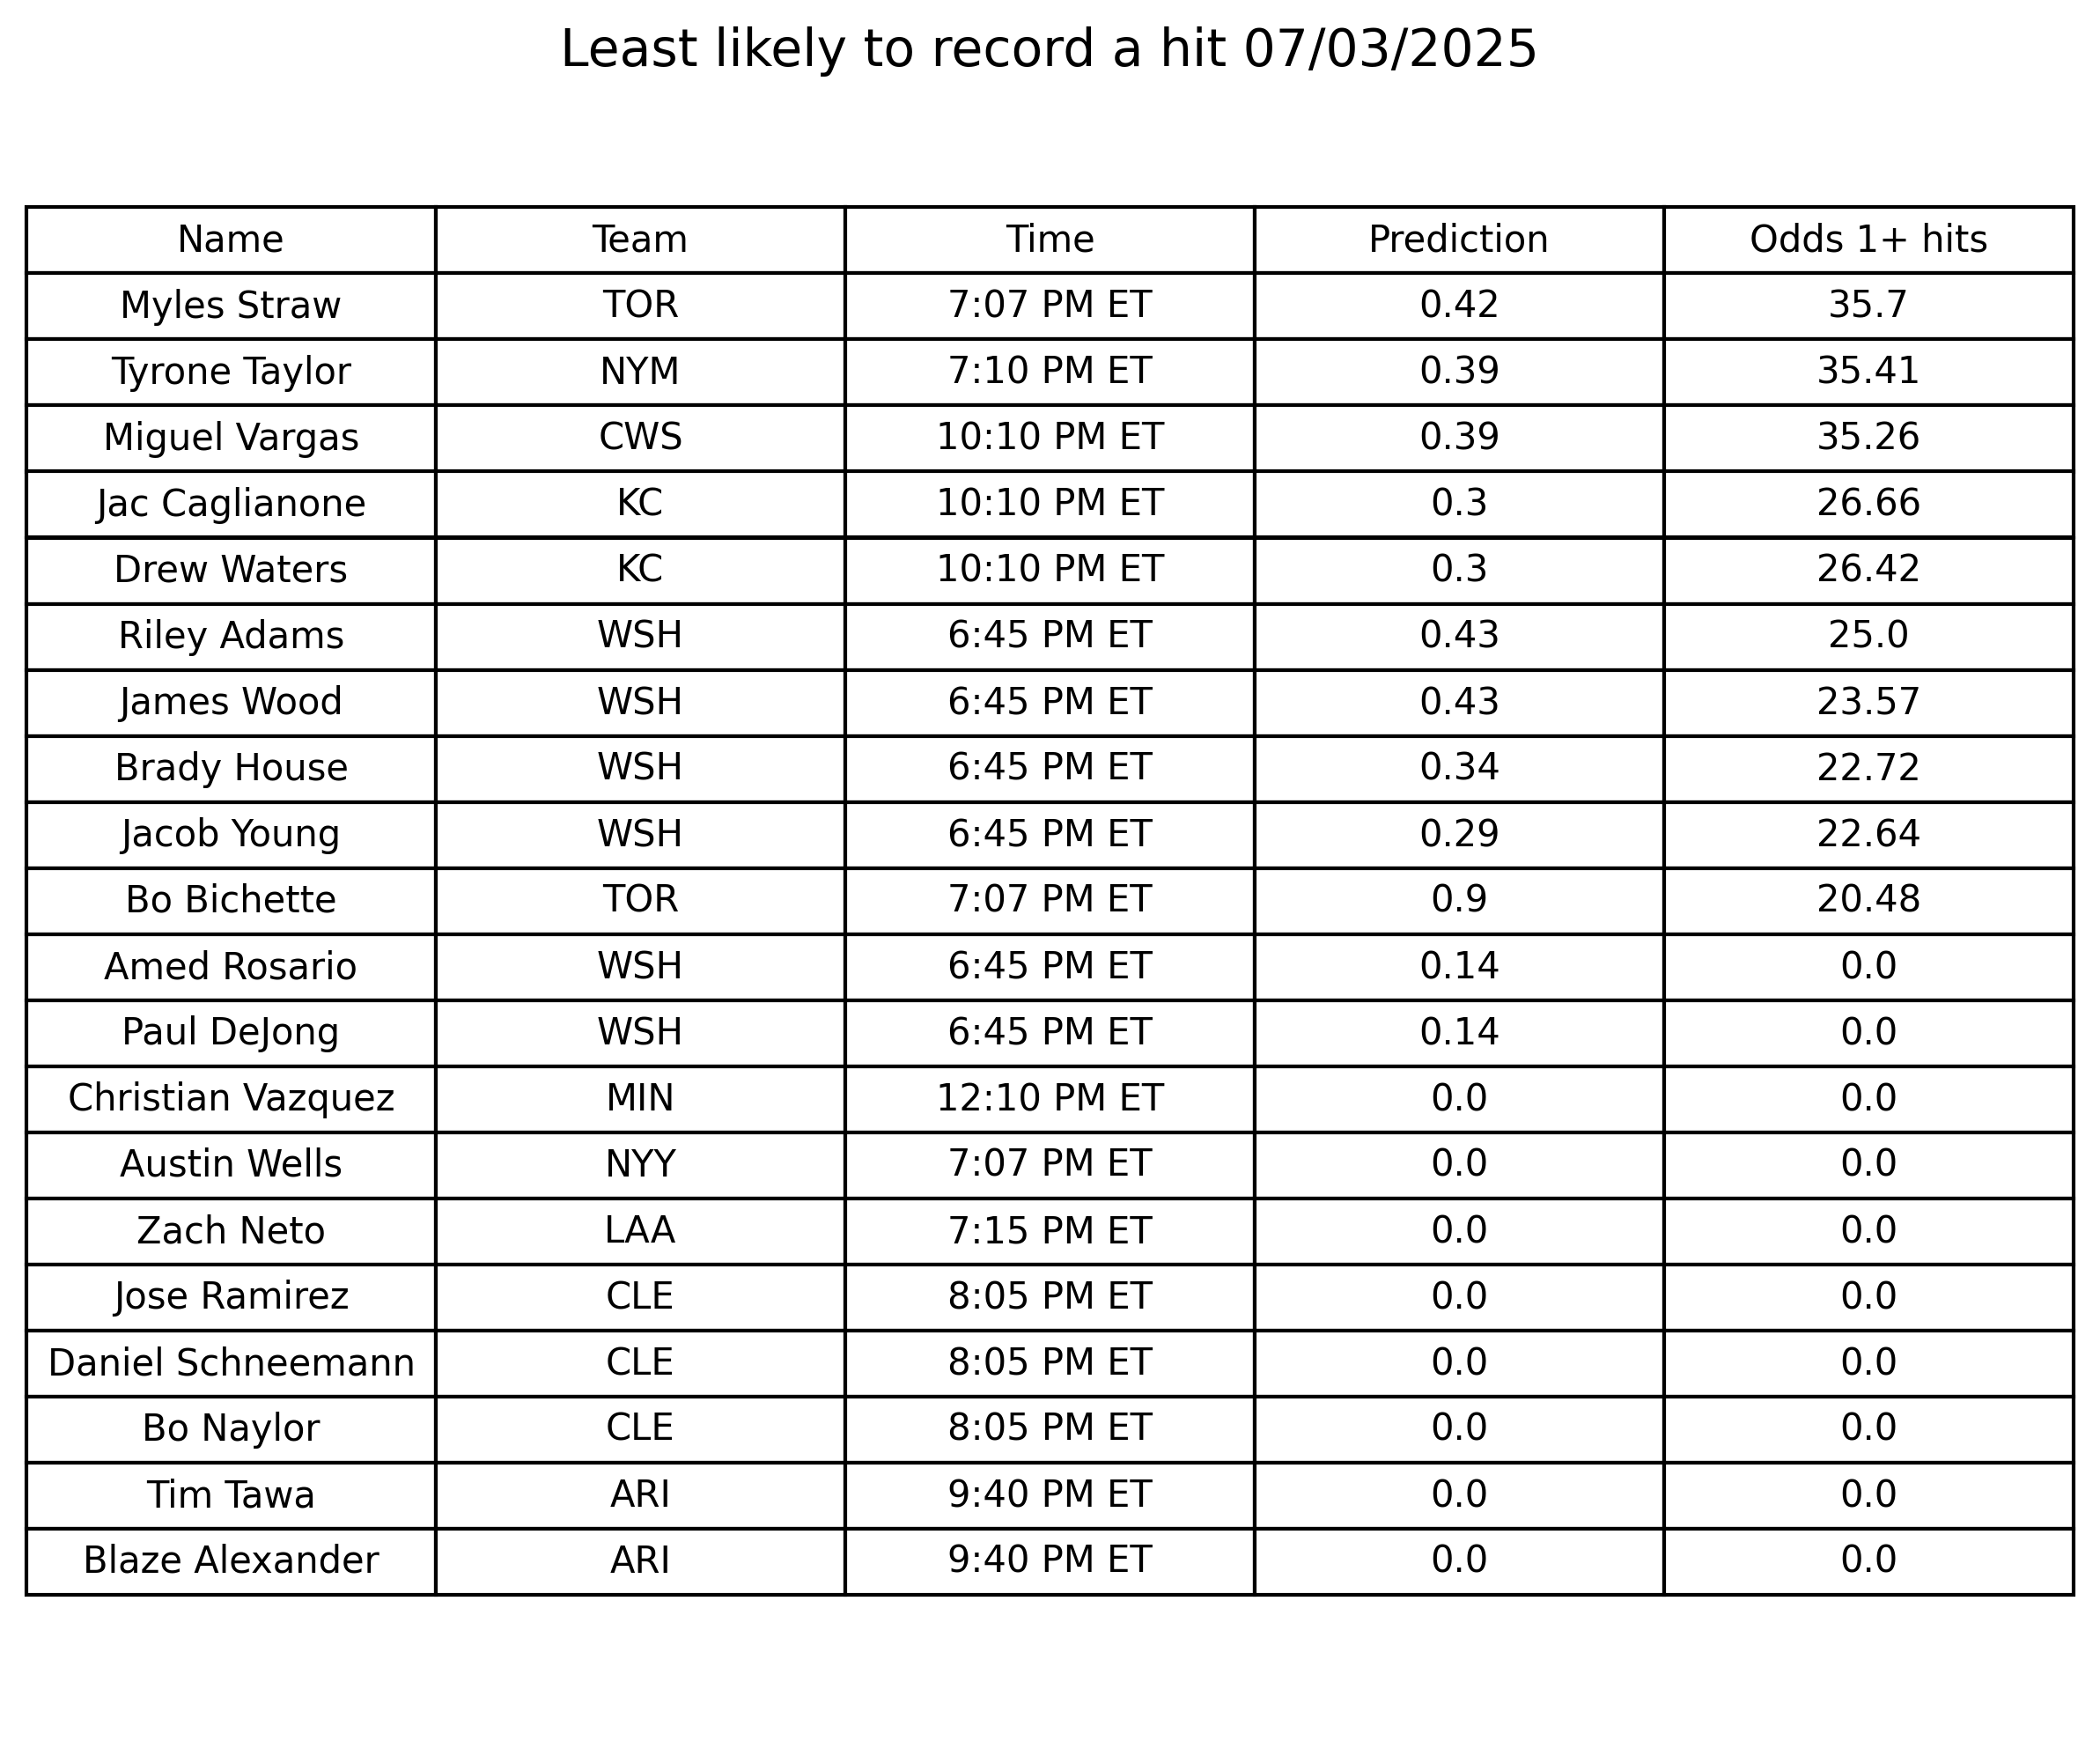 Least likely to record a hit 07/03/2025
Name Team Time Prediction Odds 1+ hits
Myles Straw TOR 7:07 PM ET 0.42 35.7
Tyrone Taylor NYM 7:10 PM ET 0.39 35.41
Miguel Vargas CWS 10:10 PM ET 0.39 35.26
Jac Caglianone KC 10:10 PM ET 0.3 26.66
Drew Waters KC 10:10 PM ET 0.3 26.42
Riley Adams WSH 6:45 PM ET 0.43 25.0
James Wood WSH 6:45 PM ET 0.43 23.57
Brady House WSH 6:45 PM ET 0.34 22.72
Jacob Young WSH 6:45 PM ET 0.29 22.64
Bo Bichette TOR 7:07 PM ET 0.9 20.48
Amed Rosario WSH 6:45 PM ET 0.14 0.0
Paul DeJong WSH 6:45 PM ET 0.14 0.0
Christian Vazquez MIN 12:10 PM ET 0.0 0.0
Austin Wells NYY 7:07 PM ET 0.0 0.0
Zach Neto LAA 7:15 PM ET 0.0 0.0
Jose Ramirez CLE 8:05 PM ET 0.0 0.0
Daniel Schneemann CLE 8:05 PM ET 0.0 0.0
Bo Naylor CLE 8:05 PM ET 0.0 0.0
Tim Tawa ARI 9:40 PM ET 0.0 0.0
Blaze Alexander ARI 9:40 PM ET 0.0 0.0